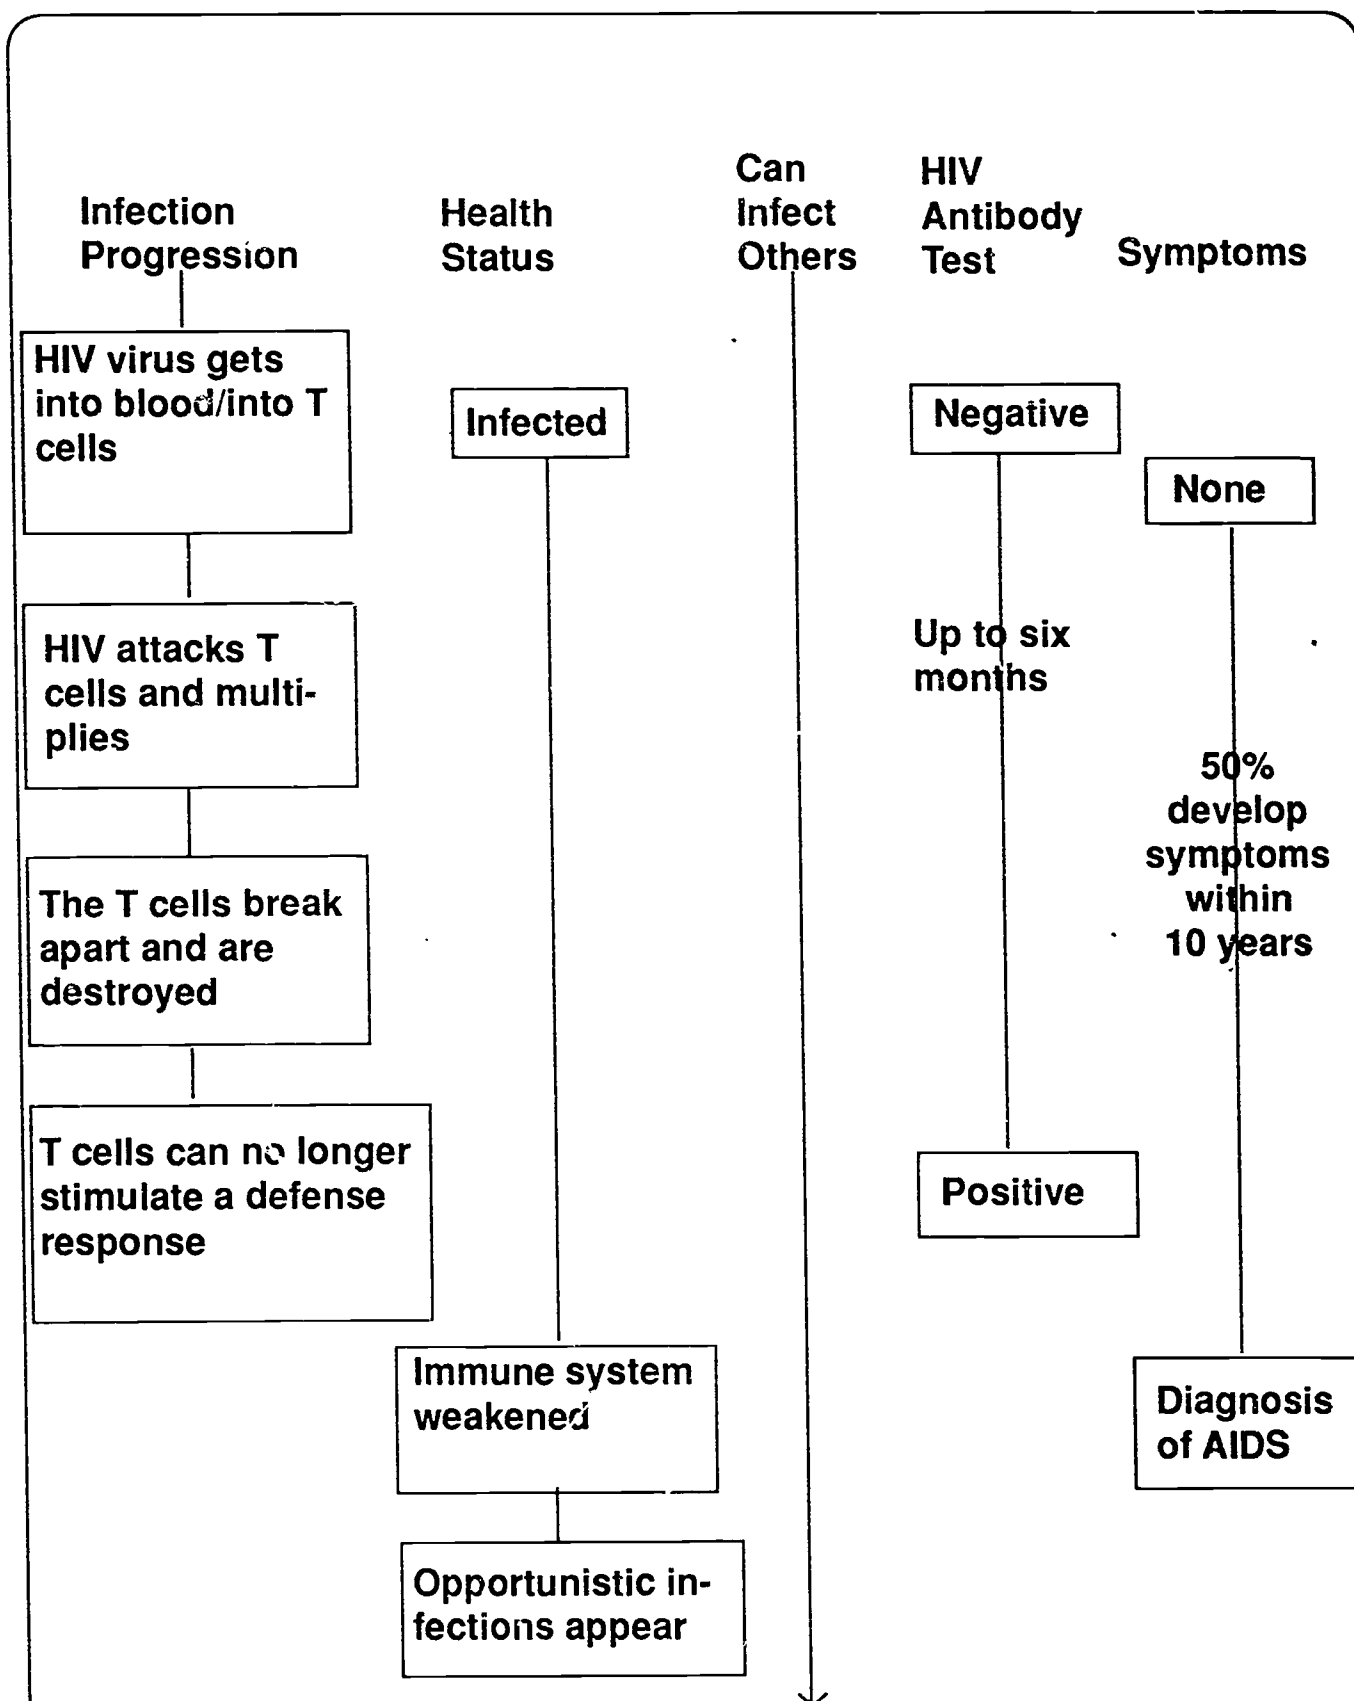 Infection
Progression
Health
Status
Can
Infect
Others
HIV
Antibody
Test
Symptoms
HIV virus gets
into blood/into T
cells
Infected
Negative
None
HIV attacks T
cells and multi-
plies
Up to six
months
50%
develop
symptoms
within
10 years
The T cells break
apart and are
destroyed
T cells can no longer
stimulate a defense
response
Positive
Immune system
weakened
Diagnosis
of AIDS
Opportunistic in-
fections appear